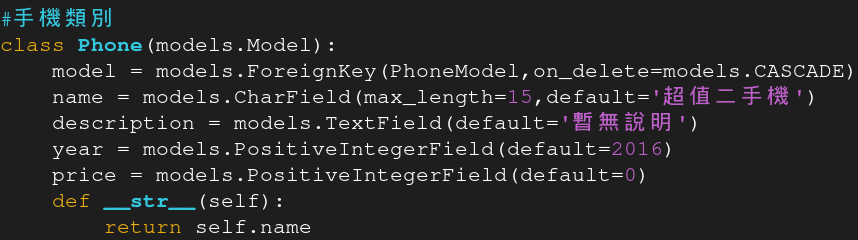 #手機類別
class Phone(models.Model):
    model = models.ForeignKey(PhoneModel,on_delete=models.CASCADE)
    name = models.CharField(max_length=15,default='超值二手機')
    description = models.TextField(default='暫無說明')
    year = models.PositiveIntegerField(default=2016)
    price = models.PositiveIntegerField(default=0)
    def __str__(self):
        return self.name